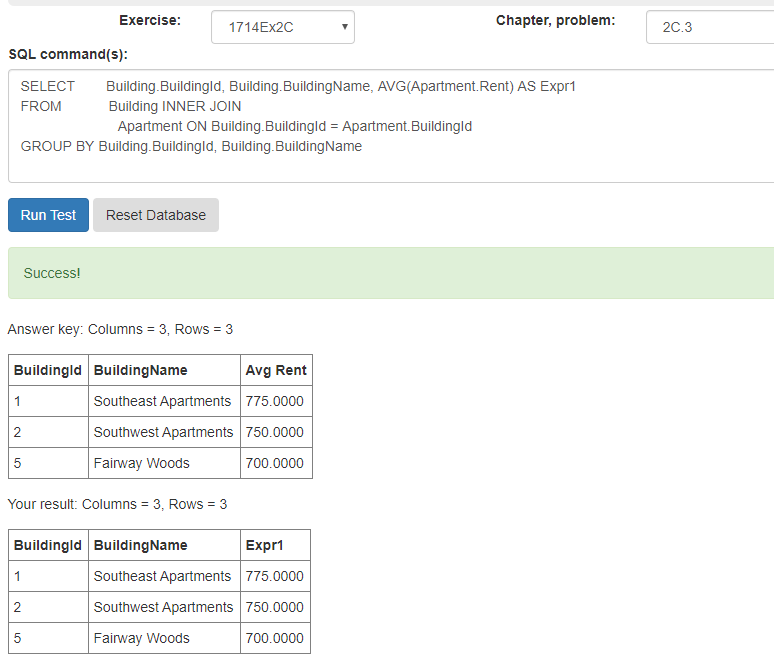 Exercise: 1714Ex2C Chapter, problem: 2C.3
SQL command(s):
SELECT Building.BuildingId, Building.BuildingName, AVG(Apartment.Rent) AS Expr1
FROM Building INNER JOIN
Apartment ON Building.BuildingId = Apartment.BuildingId
GROUP BY Building.BuildingId, Building.BuildingName
Run Test Reset Database
Success!
Answer key: Columns = 3, Rows = 3
BuildingId BuildingName Avg Rent
1 Southeast Apartments 775.0000
2 Southwest Apartments 750.0000
5 Fairway Woods 700.0000
Your result: Columns = 3, Rows = 3
BuildingId BuildingName Expr1
1 Southeast Apartments 775.0000
2 Southwest Apartments 750.0000
5 Fairway Woods 700.0000